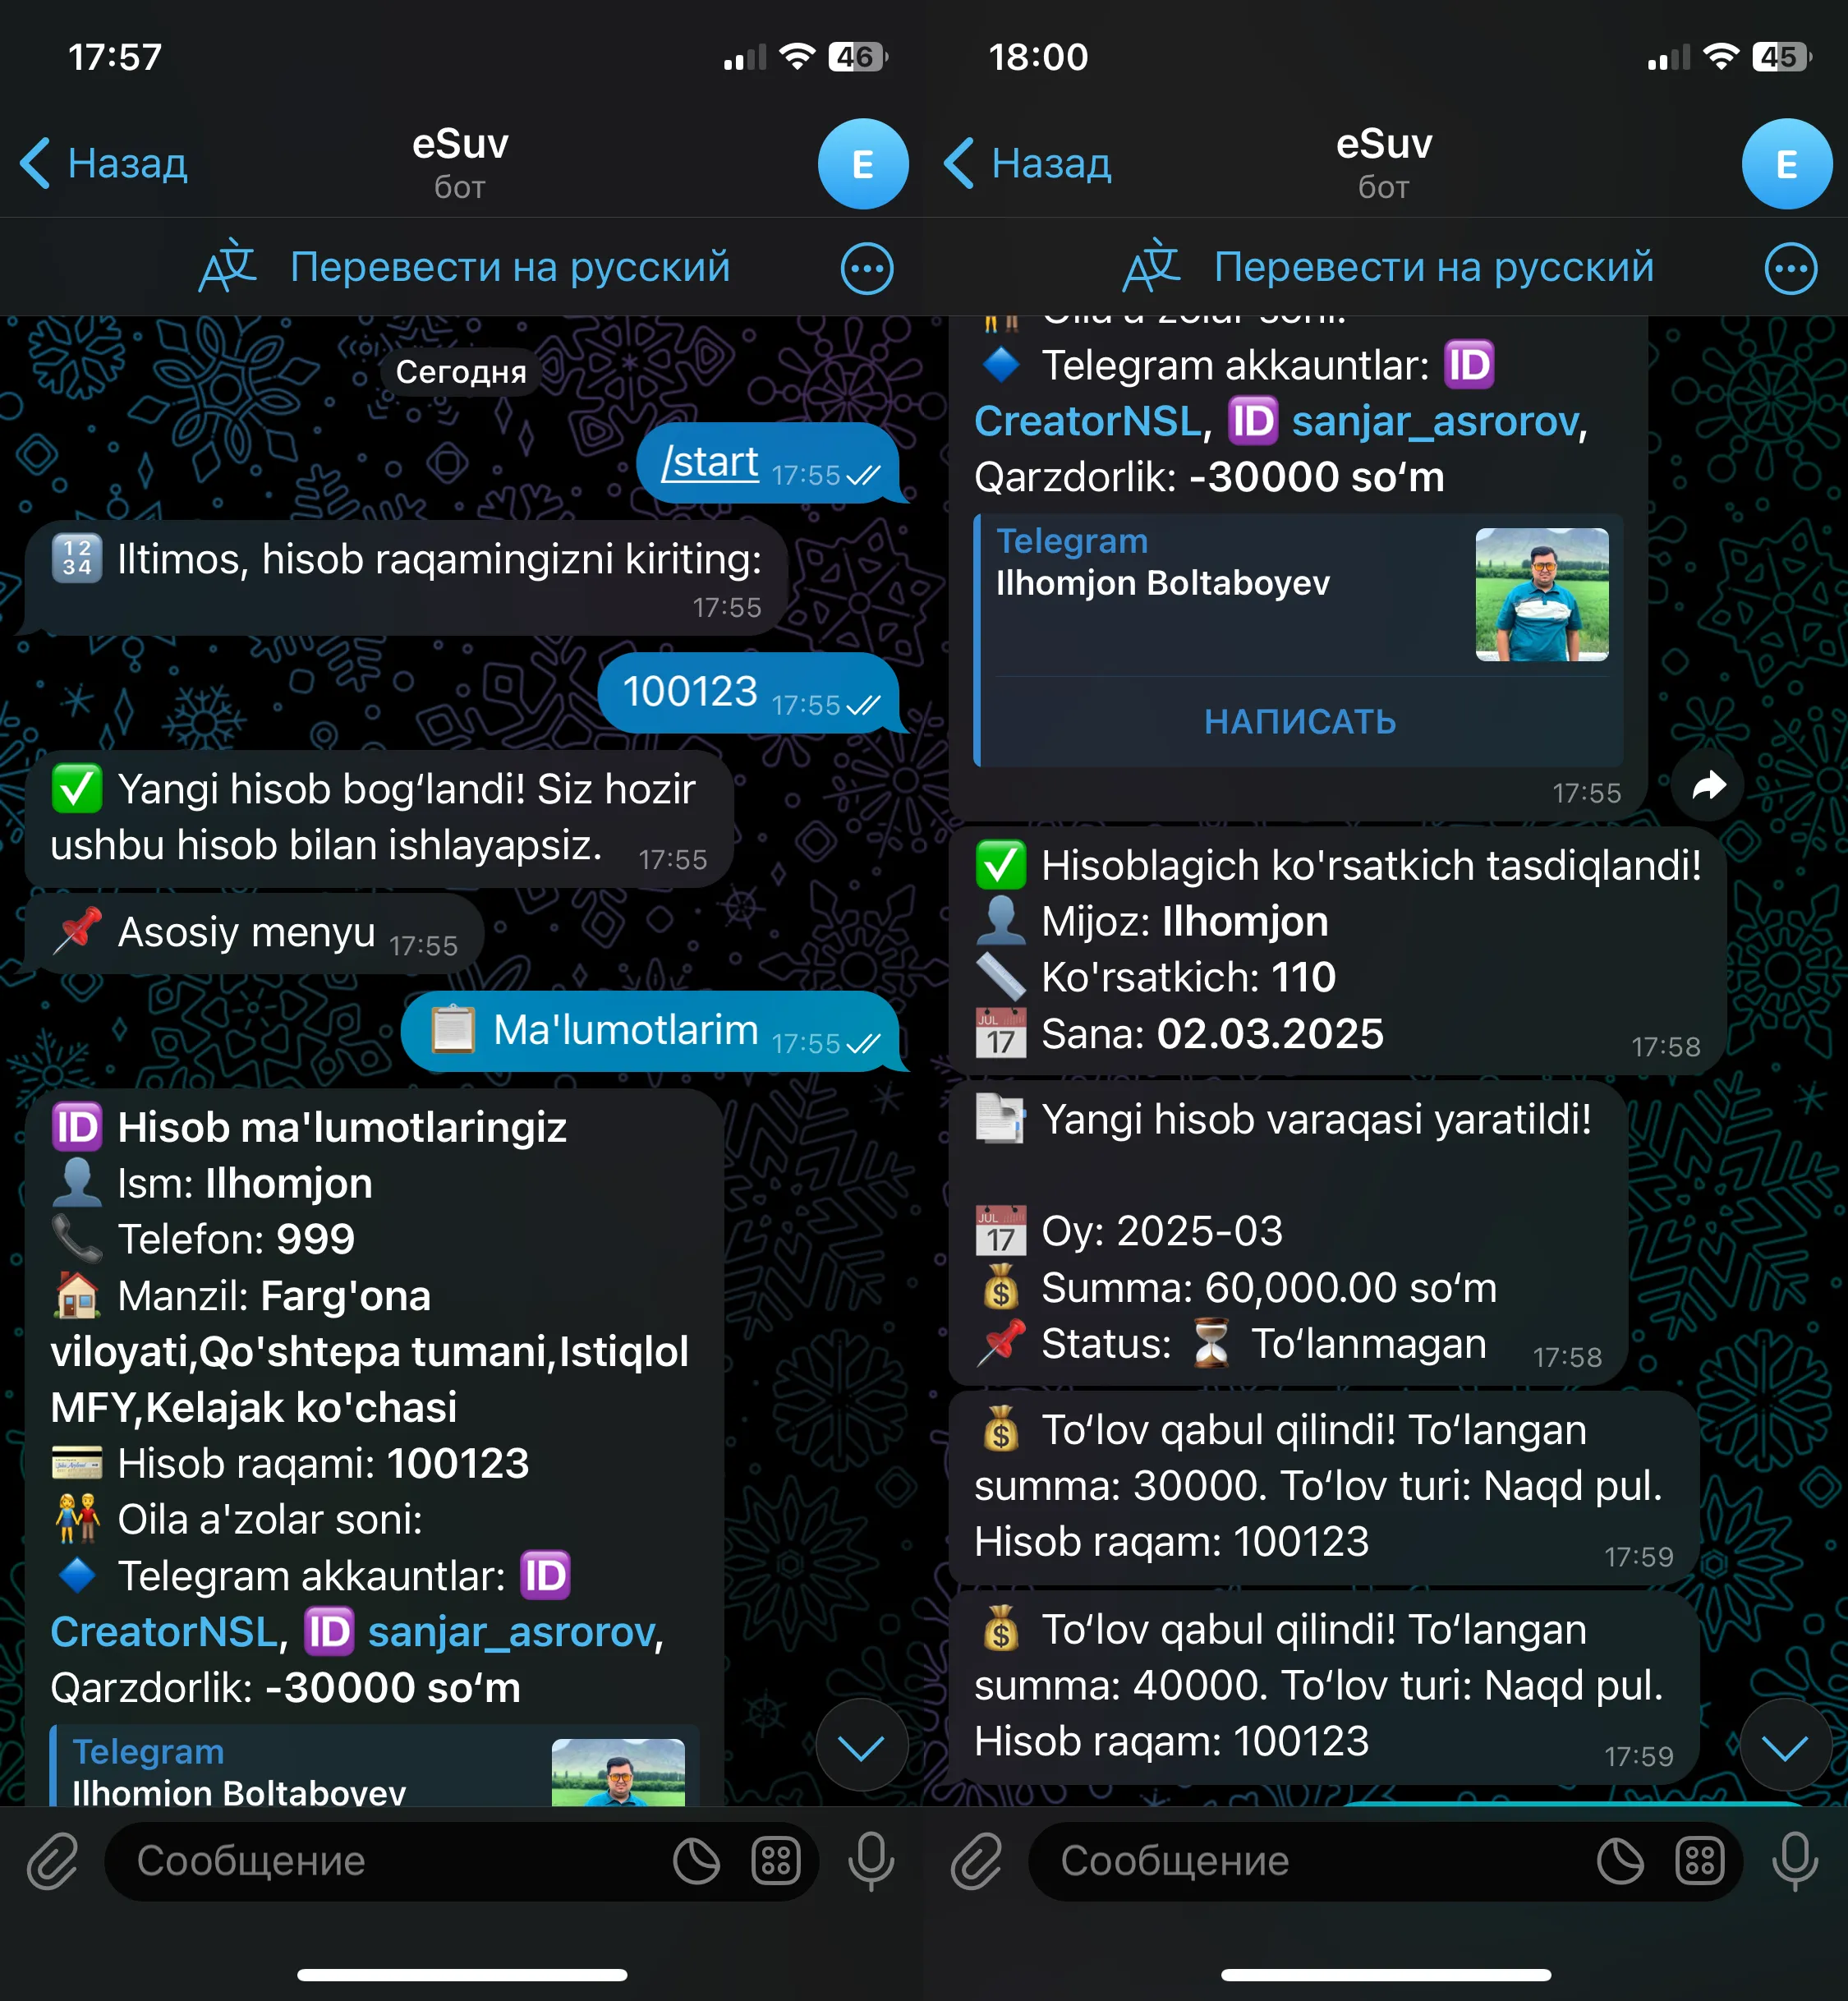 17:57
46
Назад
eSuv
бот
E
Перевести на русский
Сегодня
/start 17:55
Iltimos, hisob raqamingizni kiriting:
17:55
100123 17:55
Yangi hisob bog‘landi! Siz hozir
ushbu hisob bilan ishlayapsiz. 17:55
Asosiy menyu 17:55
Ma'lumotlarim 17:55
Hisob ma'lumotlaringiz
Ism: Ilhomjon
Telefon: 999
Manzil: Farg'ona
viloyati,Qo'shtepa tumani,Istiqlol
MFY,Kelajak ko'chasi
Hisob raqami: 100123
Oila a'zolar soni:
Telegram akkauntlar: 🆔
CreatorNSL, 🆔 sanjar_asrorov,
Qarzdorlik: -30000 so‘m
Telegram
Ilhomjon Boltaboyev
Сообщение
18:00
45
Назад
eSuv
бот
E
Перевести на русский
Oila a'zolar soni:
Telegram akkauntlar: 🆔
CreatorNSL, 🆔 sanjar_asrorov,
Qarzdorlik: -30000 so‘m
Telegram
Ilhomjon Boltaboyev
НАПИСАТЬ
17:55
Hisoblagich ko'rsatkich tasdiqlandi!
Mijoz: Ilhomjon
Ko'rsatkich: 110
Sana: 02.03.2025
17:58
Yangi hisob varaqasi yaratildi!
Oy: 2025-03
Summa: 60,000.00 so‘m
Status: ⏳ To‘lanmagan 17:58
To‘lov qabul qilindi! To‘langan
summa: 30000. To‘lov turi: Naqd pul.
Hisob raqam: 100123 17:59
To‘lov qabul qilindi! To‘langan
summa: 40000. To‘lov turi: Naqd pul.
Hisob raqam: 100123 17:59
Сообщение